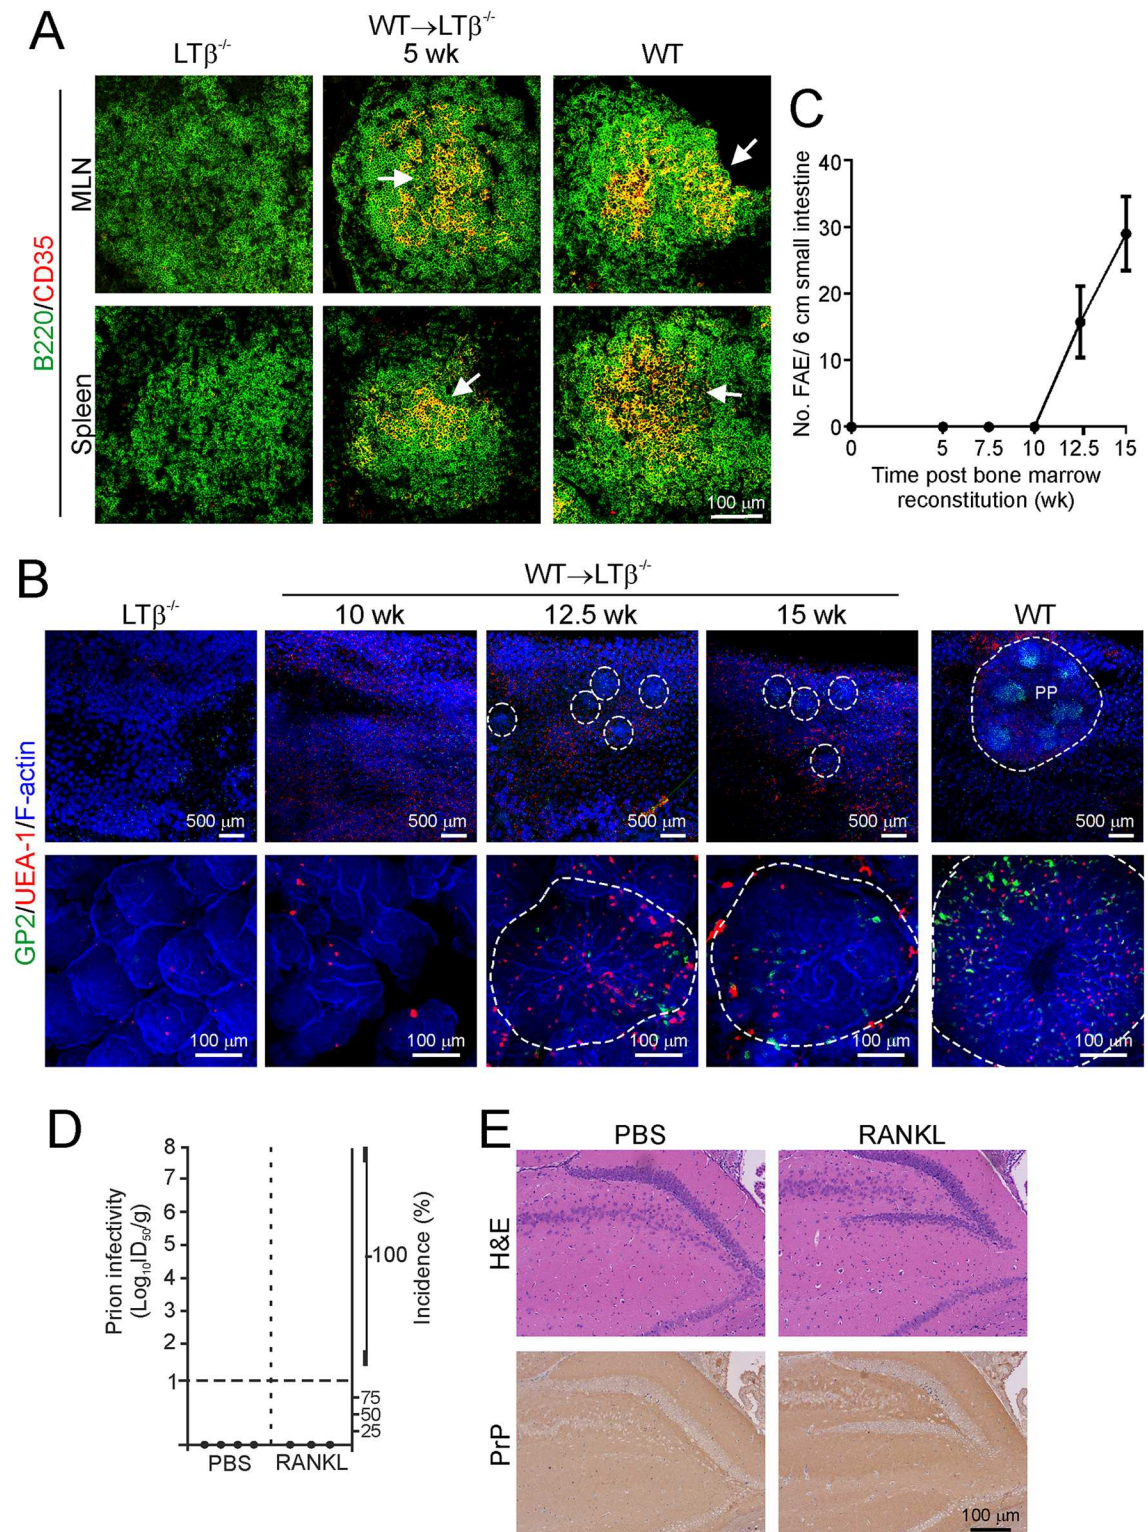 A
LTβ-/-
WT→LTβ-/-
5 wk
WT
MLN
Spleen
B220/CD35
100 μm
C
No. FAE/ 6 cm small intestine
40
30
20
10
0
0 5 7.5 10 12.5 15
Time post bone marrow
reconstitution (wk)
B
WT→LTβ-/-
LTβ-/-
10 wk
12.5 wk
15 wk
WT
GP2/UEA-1/F-actin
PP
500 μm
500 μm
500 μm
500 μm
500 μm
100 μm
100 μm
100 μm
100 μm
100 μm
D
Prion infectivity
(Log10ID50/g)
8
7
6
5
4
3
2
1
100
75
50
25
Incidence (%)
PBS
RANKL
E
PBS
RANKL
H&E
PrP
100 μm